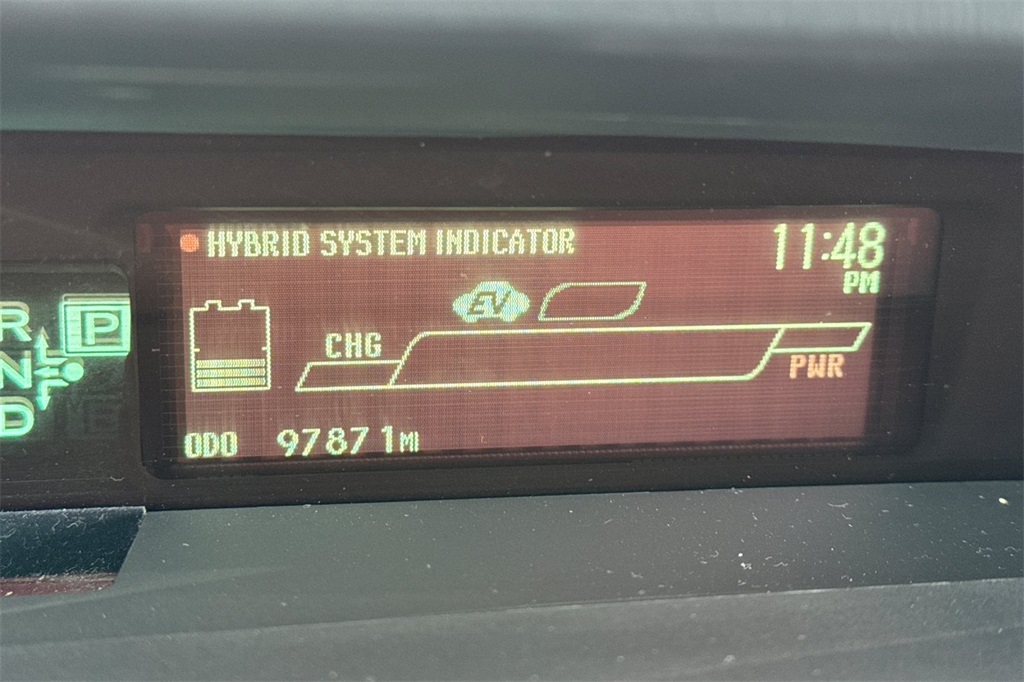 HYBRID SYSTEM INDICATOR
11:48
PM
EV
CHG
PWR
ODO 97871MI
R
P
N
D